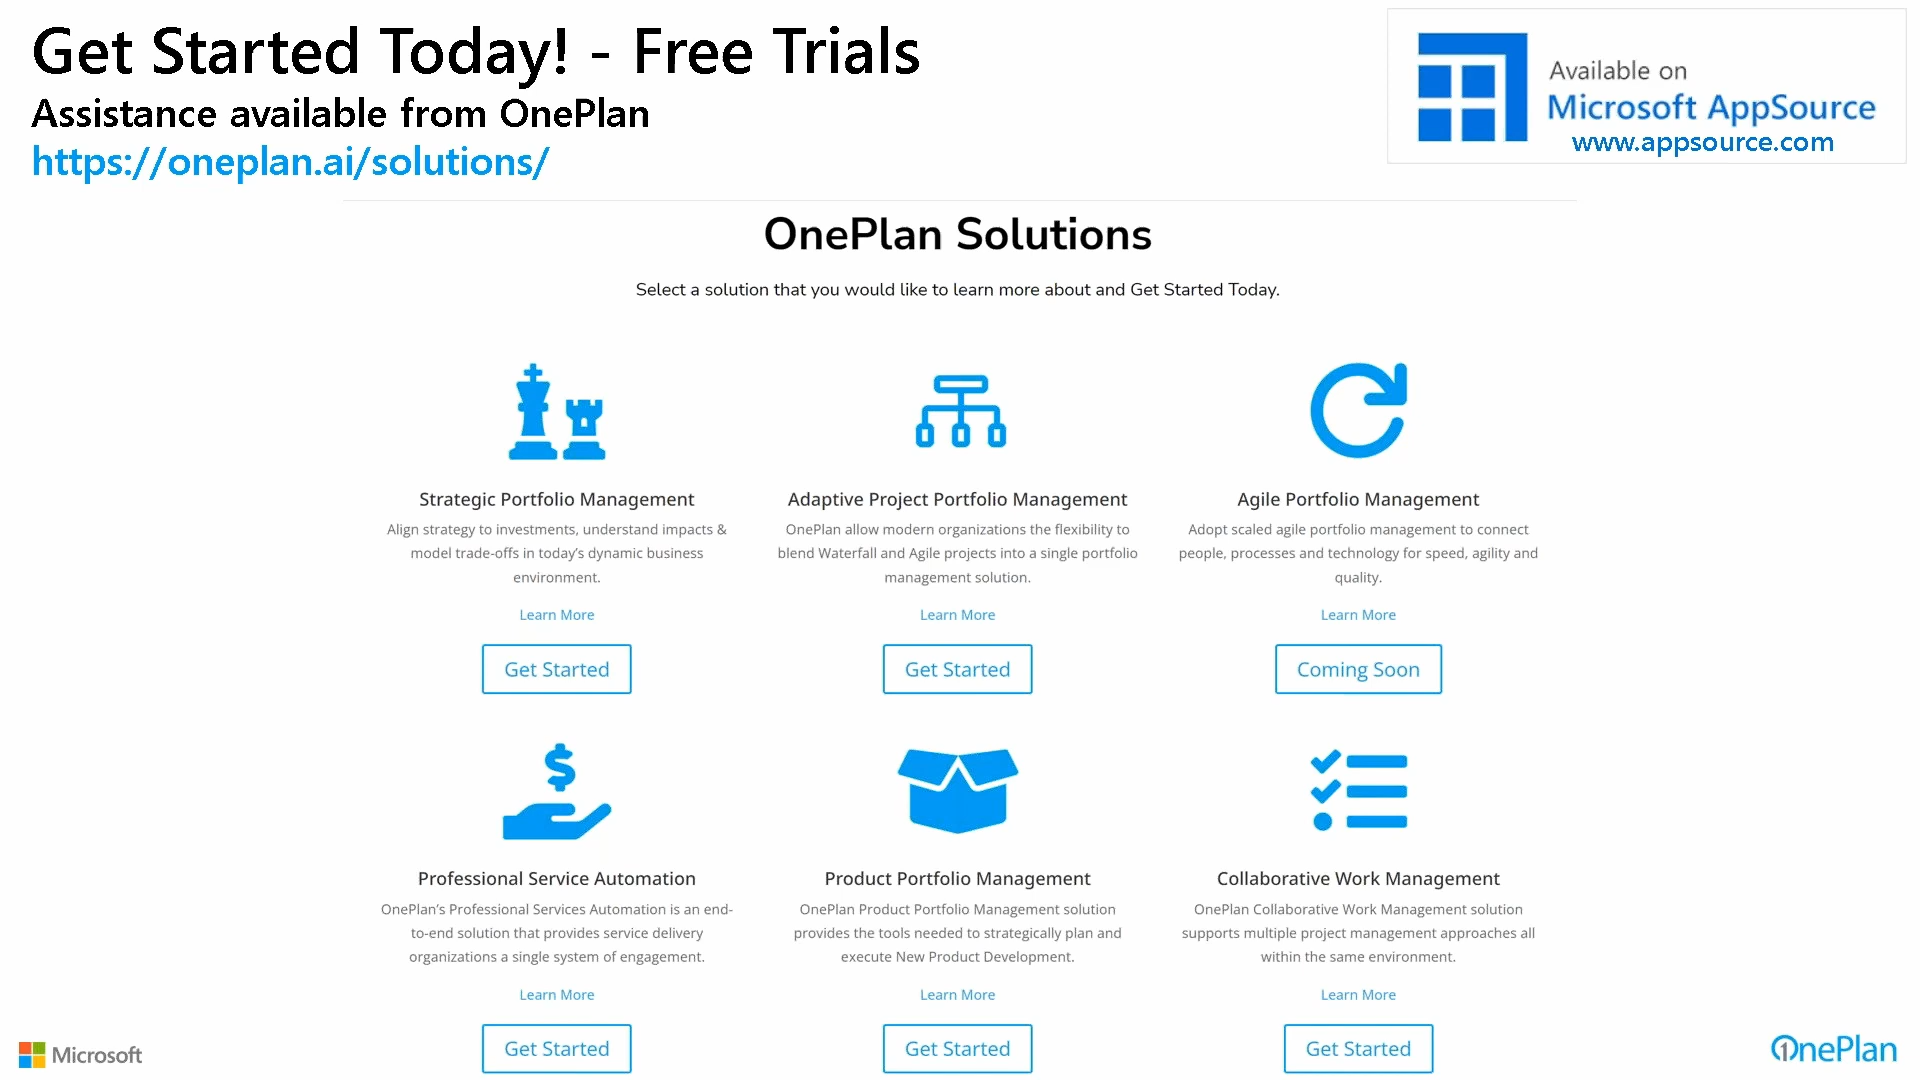 Get Started Today! - Free Trials
Assistance available from OnePlan
https://oneplan.ai/solutions/
Available on
Microsoft AppSource
www.appsource.com
OnePlan Solutions
Select a solution that you would like to learn more about and Get Started Today.
Strategic Portfolio Management
Align strategy to investments, understand impacts &
model trade-offs in today's dynamic business
environment.
Learn More
Get Started
Adaptive Project Portfolio Management
OnePlan allow modern organizations the flexibility to
blend Waterfall and Agile projects into a single portfolio
management solution.
Learn More
Get Started
Agile Portfolio Management
Adopt scaled agile portfolio management to connect
people, processes and technology for speed, agility and
quality.
Learn More
Coming Soon
Professional Service Automation
OnePlan's Professional Services Automation is an end-
to-end solution that provides service delivery
organizations a single system of engagement.
Learn More
Get Started
Product Portfolio Management
OnePlan Product Portfolio Management solution
provides the tools needed to strategically plan and
execute New Product Development.
Learn More
Get Started
Collaborative Work Management
OnePlan Collaborative Work Management solution
supports multiple project management approaches all
within the same environment.
Learn More
Get Started
Microsoft
OnePlan